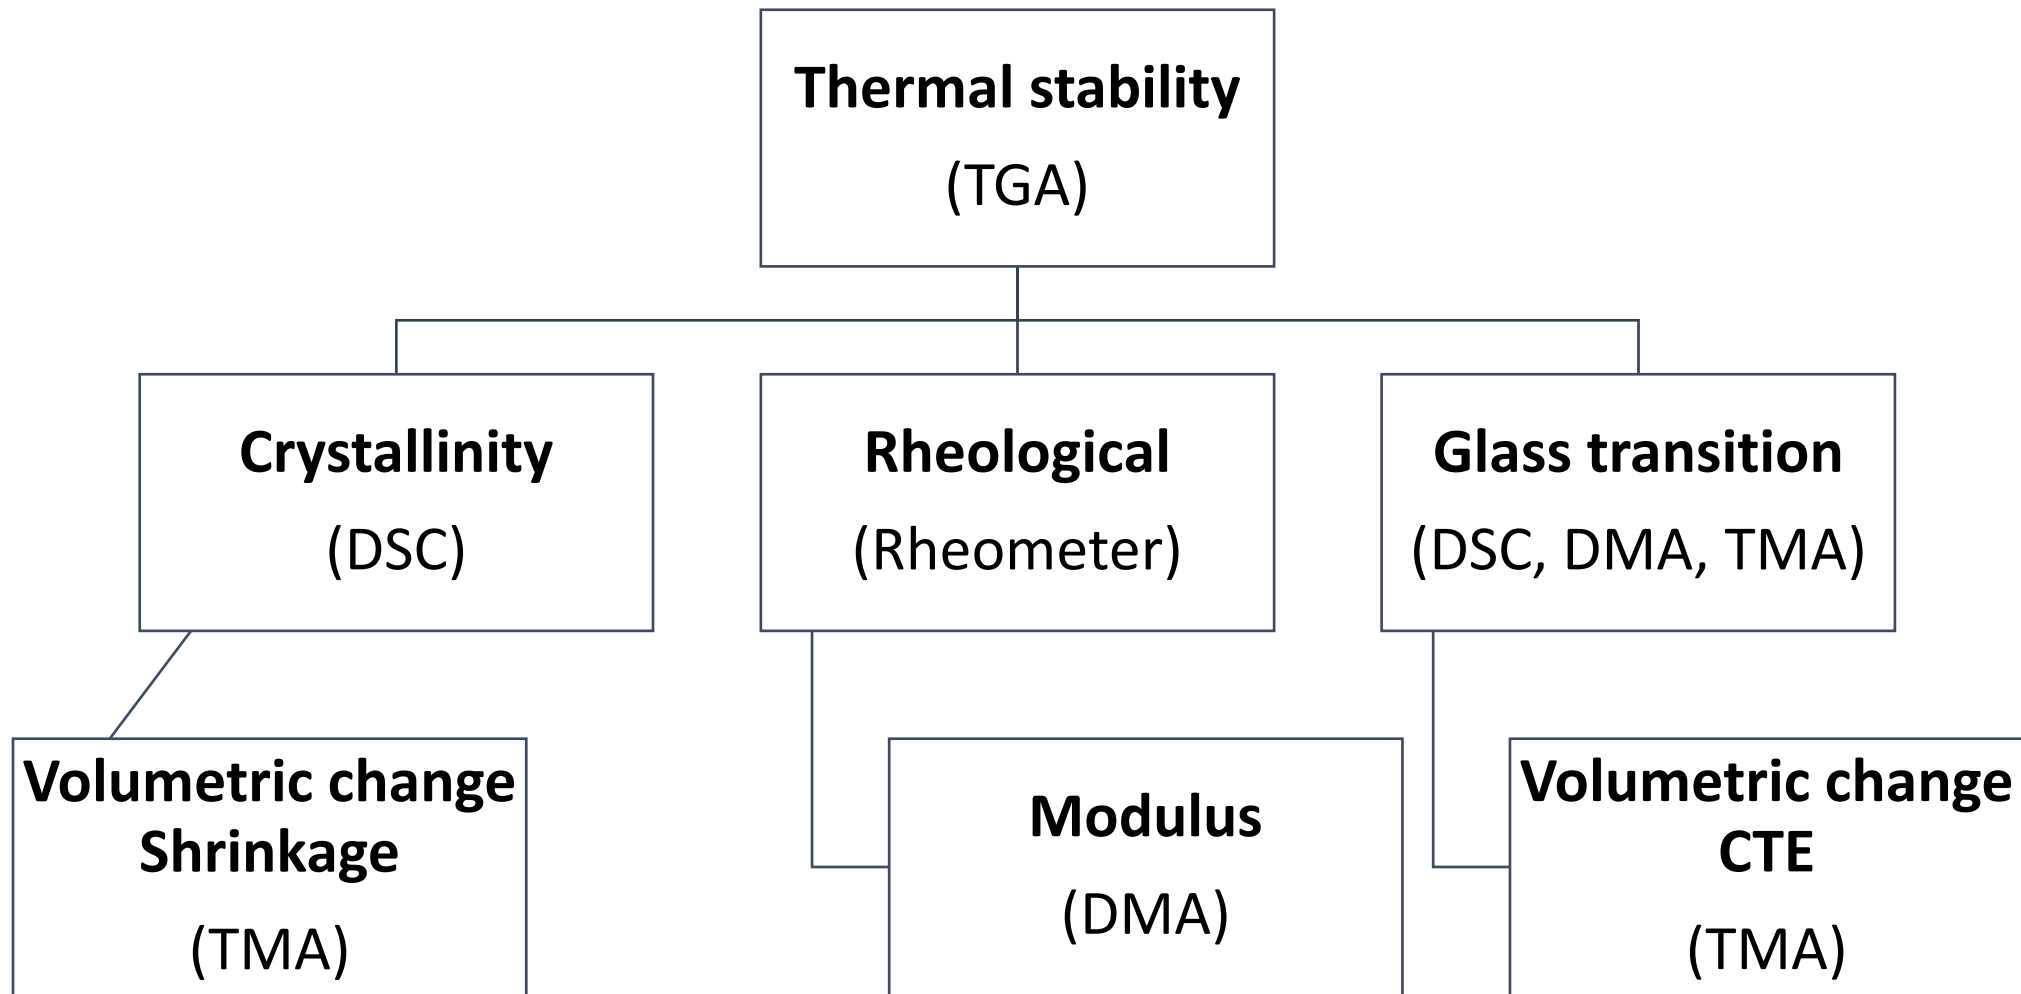 Thermal stability
(TGA)
Crystallinity
(DSC)
Rheological
(Rheometer)
Glass transition
(DSC, DMA, TMA)
Volumetric change
Shrinkage
(TMA)
Modulus
(DMA)
Volumetric change
CTE
(TMA)